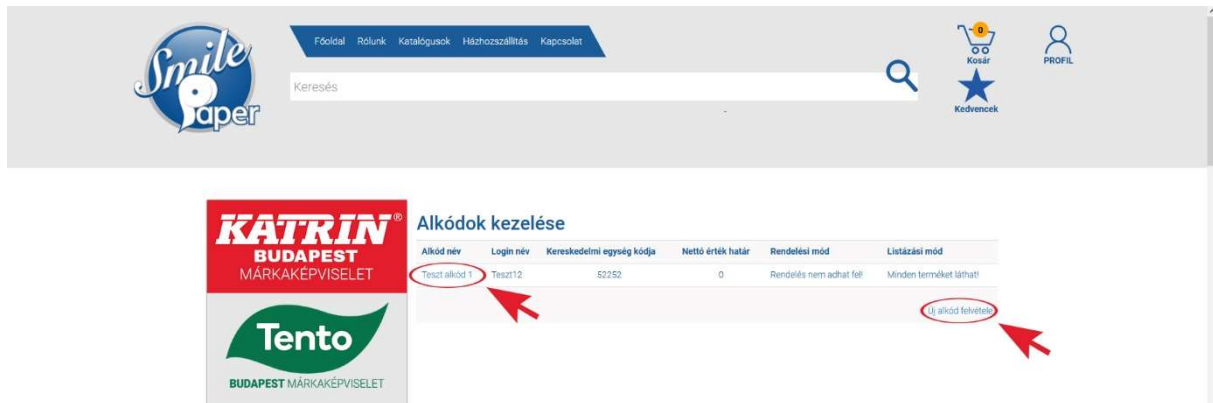 Smile Paper
Főoldal Rólunk Katalógusok Házhozszállítás Kapcsolat
Keresés
0
Kosár
PROFIL
Kedvencek
KATRIN®
BUDAPEST
MÁRKAKÉPVISELET
Tento
BUDAPEST MÁRKAKÉPVISELET
Alkódok kezelése
Alkód név Login név Kereskedelmi egység kódja Nettó érték határ Rendelési mód Listázási mód
Teszt alkód 1 Teszt12 52252 0 Rendelés nem adhat fel! Minden terméket láthat!
Új alkód felvétele